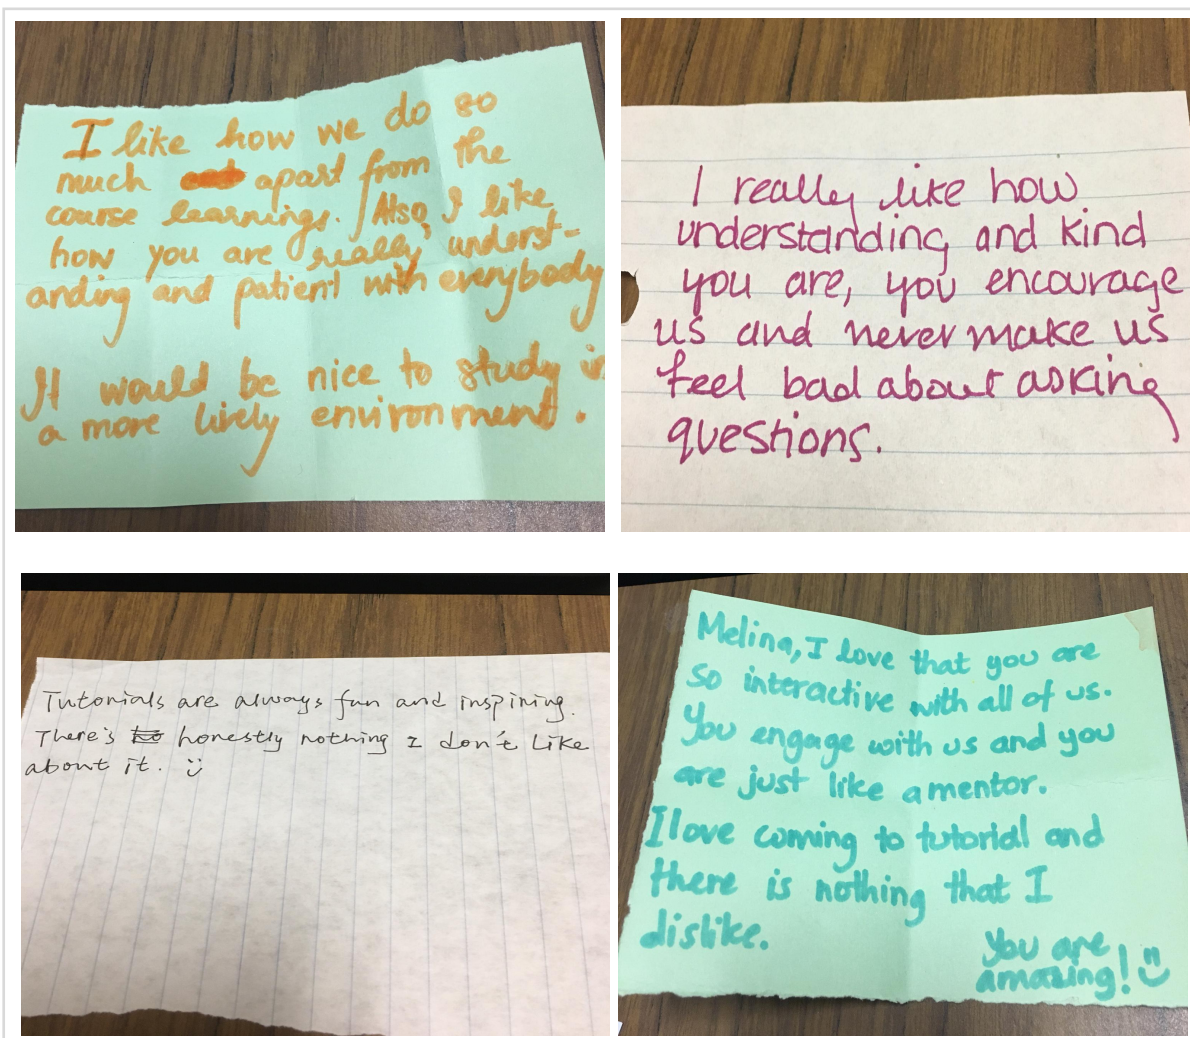 I like how we do so
much apart from the
course learnings. Also, I like
how you are really underst-
anding and patient with everybody
It would be nice to study in
a more lively environment.
I really like how
understanding and kind
you are, you encourage
us and never make us
feel bad about asking
questions.
Tutorials are always fun and inspiring.
There's honestly nothing I don't like
about it. :)
Melina, I love that you are
so interactive with all of us.
You engage with us and you
are just like a mentor.
I love coming to tutorial and
there is nothing that I
dislike.
You are
amazing! :)